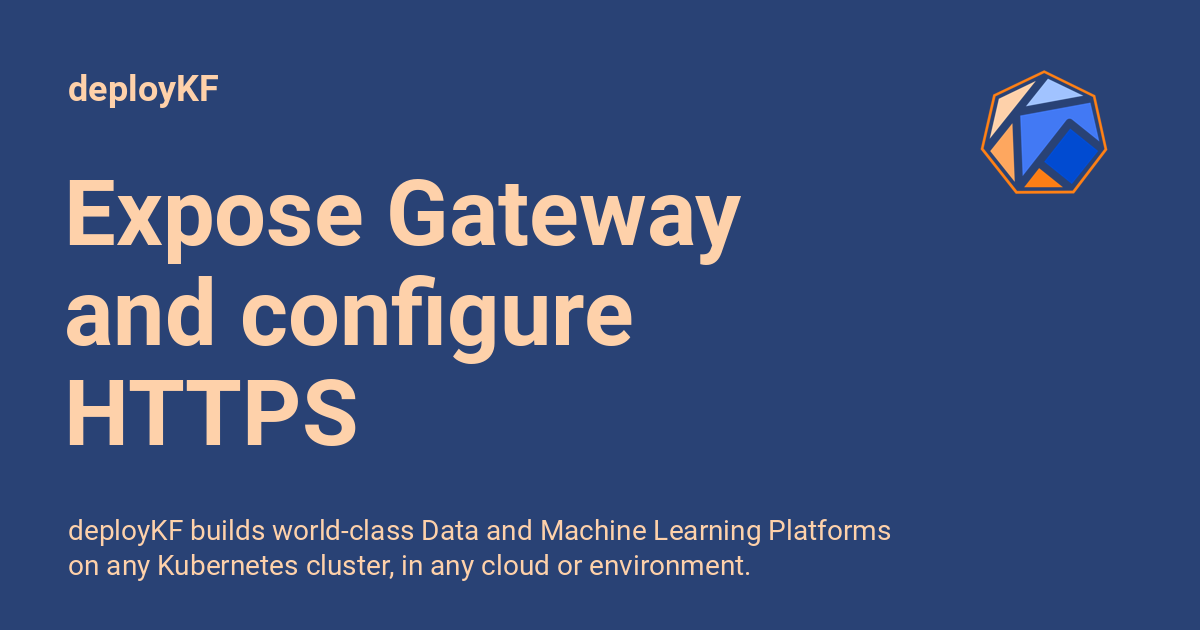 deployKF
Expose Gateway
and configure
HTTPS
deployKF builds world-class Data and Machine Learning Platforms
on any Kubernetes cluster, in any cloud or environment.